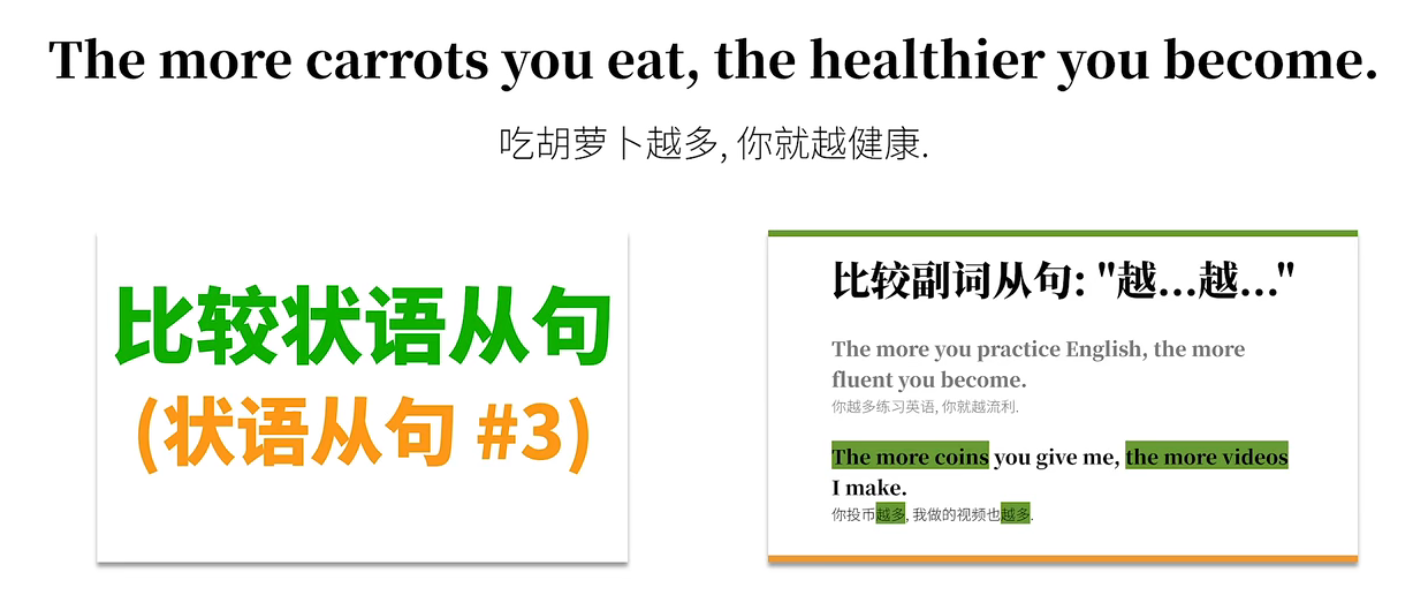 The more carrots you eat, the healthier you become.
吃胡萝卜越多, 你就越健康.
比较状语从句
(状语从句 #3)
比较副词从句: "越...越..."
The more you practice English, the more
fluent you become.
你越多练习英语, 你就越流利.
The more coins you give me, the more videos
I make.
你投币越多, 我做的视频也越多.